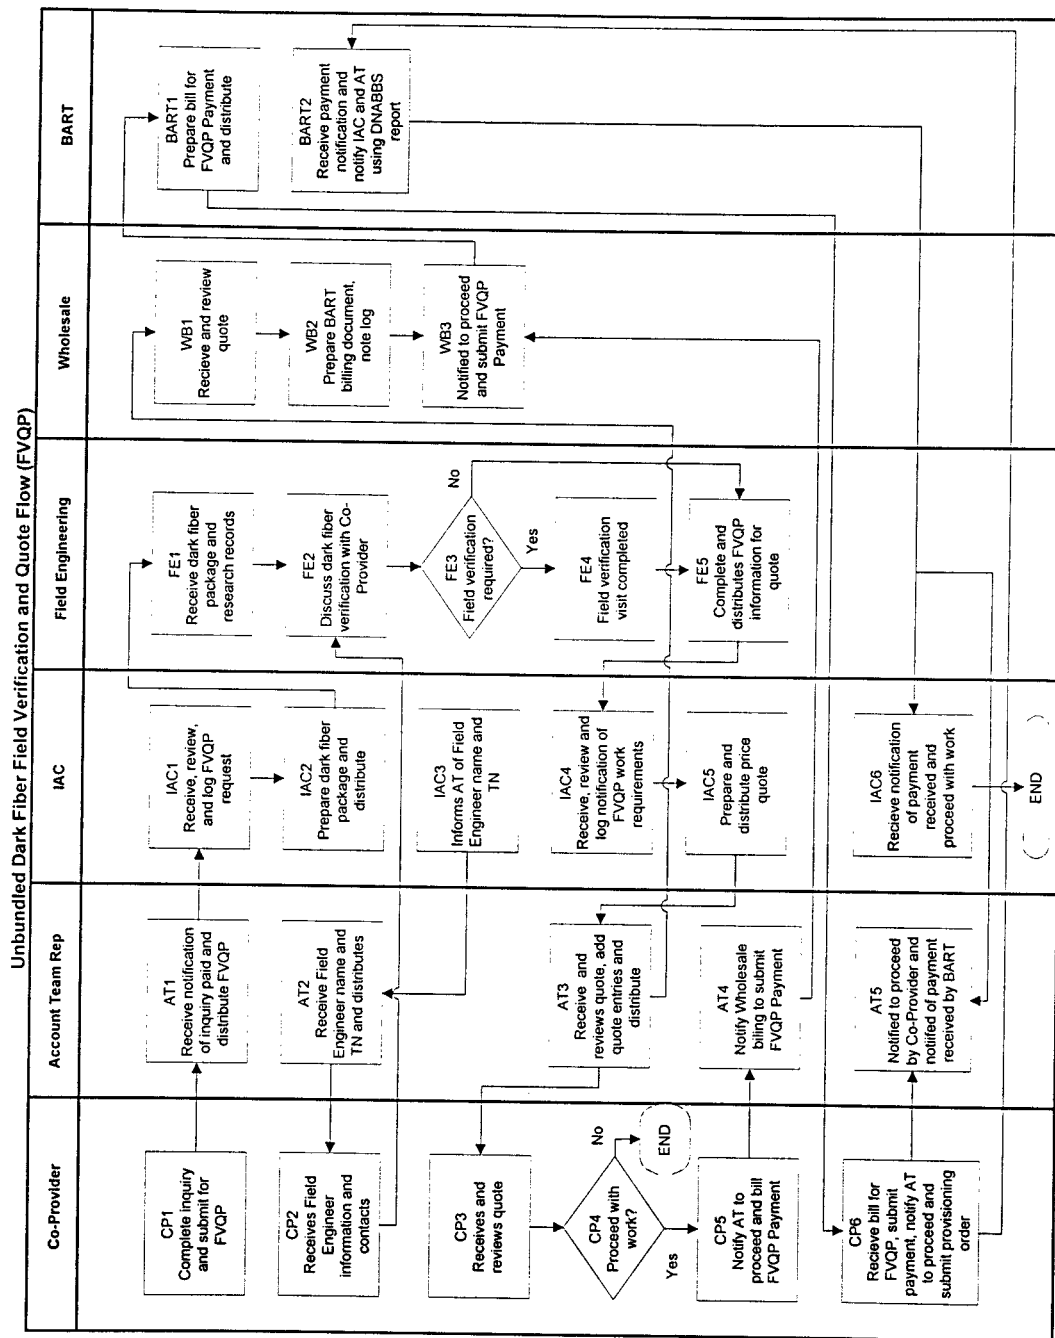 Unbundled Dark Fiber Field Verification and Quote Flow (FVQP)
Co-Provider
CP1
Complete inquiry
and submit for
FVQP
CP2
Receives Field
Engineer
information and
contacts
CP3
Receives and
reviews quote
CP4
Proceed with
work?
No
END
Yes
CP5
Notify AT to
proceed and bill
FVQP Payment
CP6
Recieve bill for
FVQP, submit
payment, notify AT
to proceed and
submit provisioning
order
Account Team Rep
AT1
Receive notification
of inquiry paid and
distribute FVQP
AT2
Receive Field
Engineer name and
TN and distributes
AT3
Receive and
reviews quote, add
quote entries and
distribute
AT4
Notify Wholesale
biling to submit
FVQP Payment
AT5
Notified to proceed
by Co-Provider and
notiifed of payment
received by BART
IAC
IAC1
Receive, review,
and log FVQP
request
IAC2
Prepare dark fiber
package and
distribute
IAC3
Informs AT of Field
Engineer name and
TN
IAC4
Receive, review and
log notification of
FVQP work
requirements
IAC5
Prepare and
distribute price
quote
IAC6
Recieve notification
of payment
received and
proceed with work
END
Field Engineering
FE1
Receive dark fiber
package and
research records
FE2
Discuss dark fiber
verification with Co-
Provider
FE3
Field verification
required?
No
Yes
FE4
Field verification
visit completed
FE5
Complete and
distributes FVQP
information for
quote
Wholesale
WB1
Recieve and review
quote
WB2
Prepare BART
billing document,
note log
WB3
Notified to proceed
and submit FVQP
Payment
BART
BART1
Prepare bill for
FVQP Payment
and distribute
BART2
Receive payment
notification and
notify IAC and AT
using DNABBS
report